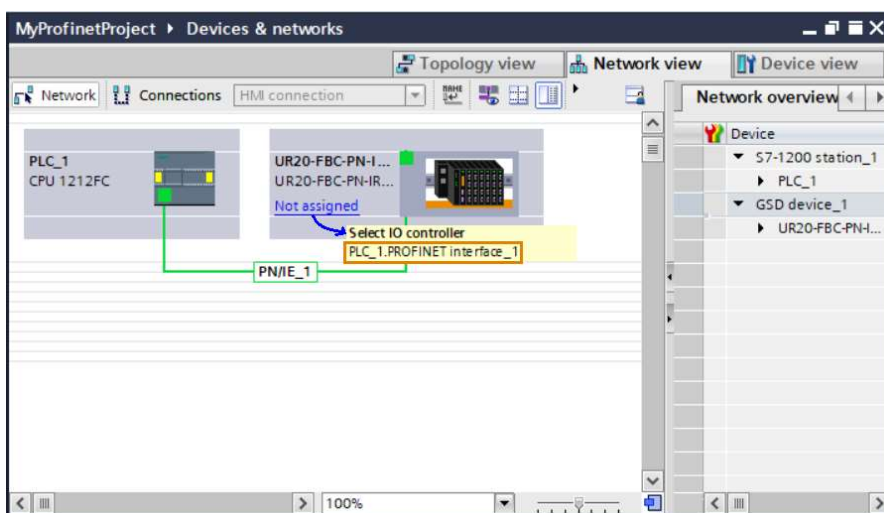 MyProfinetProject ▸ Devices & networks
Topology view
Network view
Device view
Network
Connections
HMI connection
Network overview
PLC_1
CPU 1212FC
UR20-FBC-PN-I...
UR20-FBC-PN-IR...
Not assigned
Select IO controller
PLC_1.PROFINET interface_1
PN/IE_1
Device
S7-1200 station_1
PLC_1
GSD device_1
UR20-FBC-PN-I...
100%